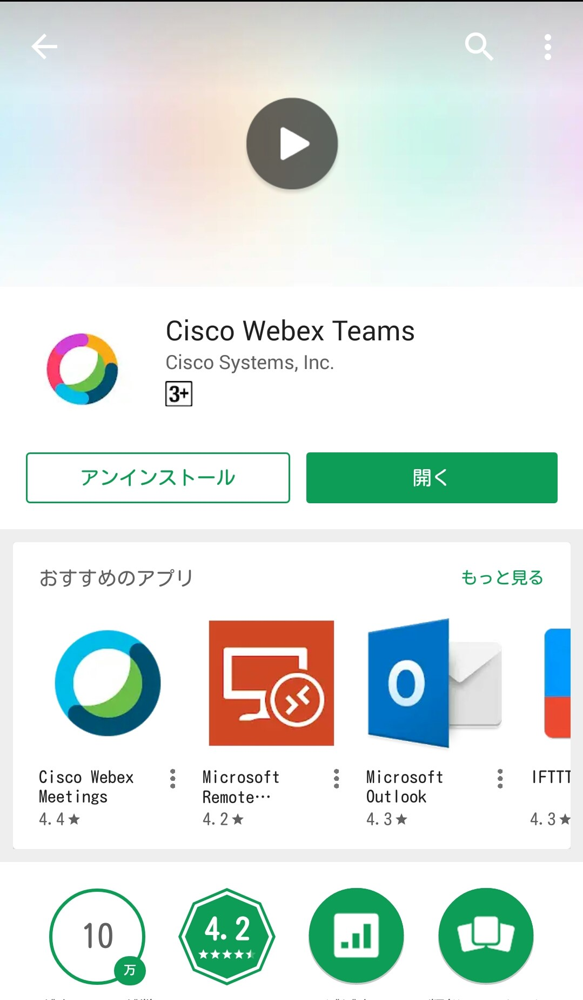 Cisco Webex Teams
Cisco Systems, Inc.
3+
アンインストール
開く
おすすめのアプリ
もっと見る
Cisco Webex
Meetings
4.4★
Microsoft
Remote…
4.2★
Microsoft
Outlook
4.3★
IFTTT
4.3★
10
万
4.2